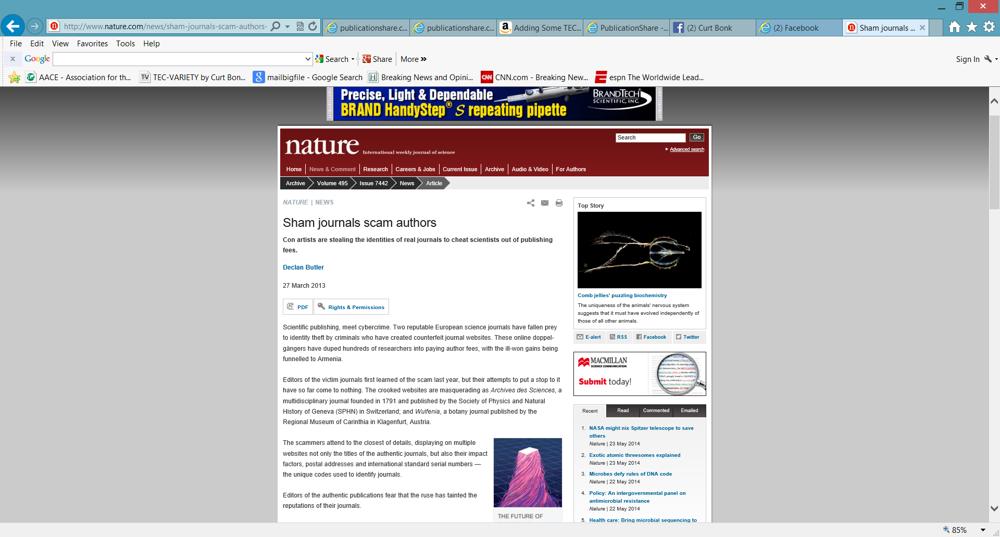 http://www.nature.com/news/sham-journals-scam-authors-
publicationshare.c...
publicationshare.c...
Adding Some TEC...
PublicationShare -...
(2) Curt Bonk
(2) Facebook
Sham journals ...
File Edit View Favorites Tools Help
x Google Search Share More »
Sign In
AACE - Association for th...
TEC-VARIETY by Curt Bon...
mailbigfile - Google Search
Breaking News and Opini...
CNN.com - Breaking New...
espn The Worldwide Lead...
Precise, Light & Dependable
BRAND HandyStep® S repeating pipette
BRANDTECH®
SCIENTIFIC, INC.
nature International weekly journal of science
Search Go
Advanced search
Home News & Comment Research Careers & Jobs Current Issue Archive Audio & Video For Authors
Archive Volume 495 Issue 7442 News Article
NATURE | NEWS
Sham journals scam authors
Con artists are stealing the identities of real journals to cheat scientists out of publishing
fees.
Declan Butler
27 March 2013
PDF Rights & Permissions
Scientific publishing, meet cybercrime. Two reputable European science journals have fallen prey
to identity theft by criminals who have created counterfeit journal websites. These online doppel-
gängers have duped hundreds of researchers into paying author fees, with the ill-won gains being
funnelled to Armenia.
Editors of the victim journals first learned of the scam last year, but their attempts to put a stop to it
have so far come to nothing. The crooked websites are masquerading as Archives des Sciences, a
multidisciplinary journal founded in 1791 and published by the Society of Physics and Natural
History of Geneva (SPHN) in Switzerland; and Wulfenia, a botany journal published by the
Regional Museum of Carinthia in Klagenfurt, Austria.
The scammers attend to the closest of details, displaying on multiple
websites not only the titles of the authentic journals, but also their impact
factors, postal addresses and international standard serial numbers —
the unique codes used to identify journals.
Editors of the authentic publications fear that the ruse has tainted the
reputations of their journals.
THE FUTURE OF
Top Story
Comb jellies' puzzling biochemistry
The uniqueness of the animals' nervous system
suggests that it must have evolved independently of
those of all other animals.
E-alert RSS Facebook Twitter
MACMILLAN
SCIENCE COMMUNICATION
Submit today!
Recent Read Commented Emailed
1. NASA might nix Spitzer telescope to save
others
Nature | 23 May 2014
2. Exotic atomic threesomes explained
Nature | 23 May 2014
3. Microbes defy rules of DNA code
Nature | 22 May 2014
4. Policy: An intergovernmental panel on
antimicrobial resistance
Nature | 22 May 2014
5. Health care: Bring microbial sequencing to
85%